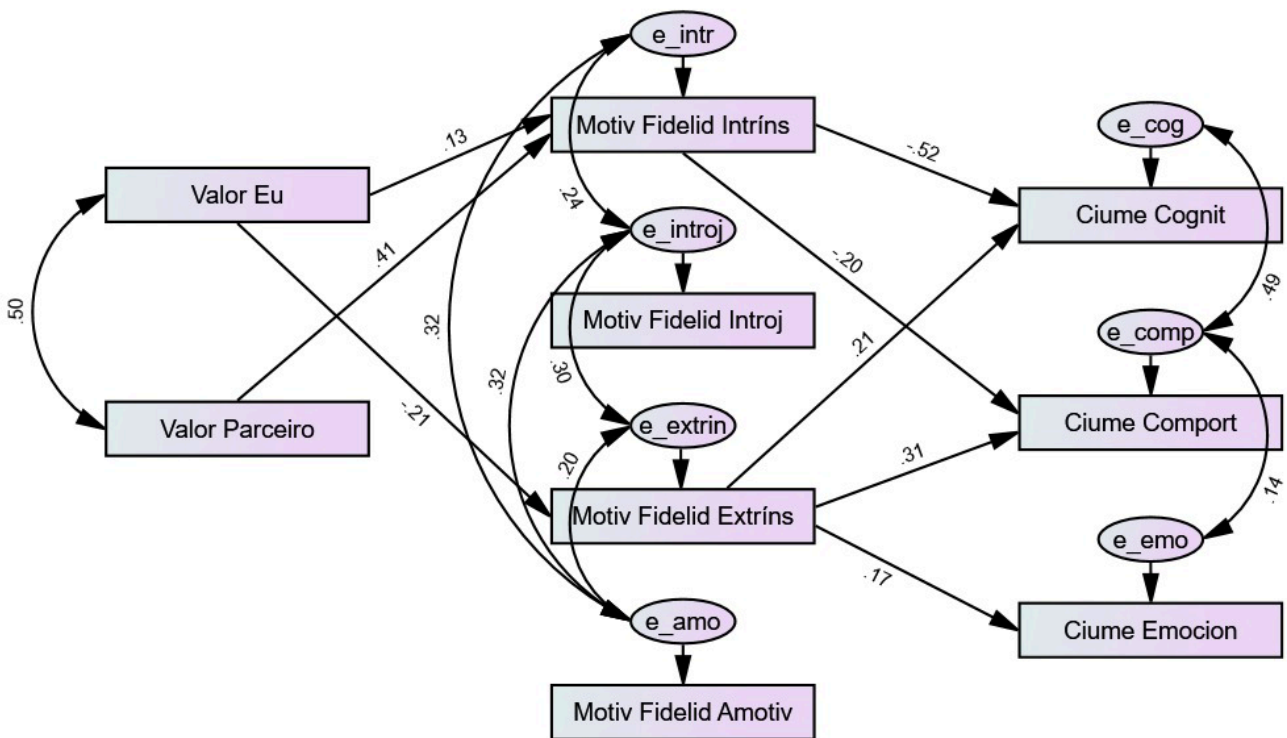 e_intr
Motiv Fidelid Intríns
e_cog
.13
-.52
Valor Eu
Ciume Cognit
.24
e_introj
.41
-.20
.49
.50
Motiv Fidelid Introj
.32
.21
e_comp
.32
.30
-.21
Valor Parceiro
e_extrin
Ciume Comport
.20
.31
.14
Motiv Fidelid Extríns
e_emo
.17
e_amo
Ciume Emocion
Motiv Fidelid Amotiv